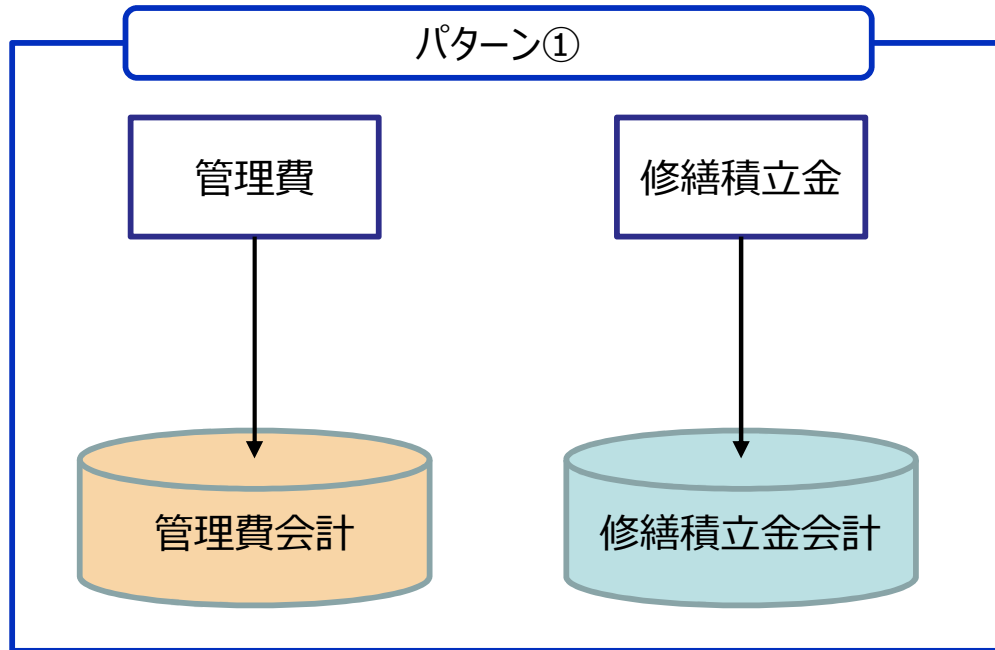 パターン①
管理費
修繕積立金
管理費会計
修繕積立金会計